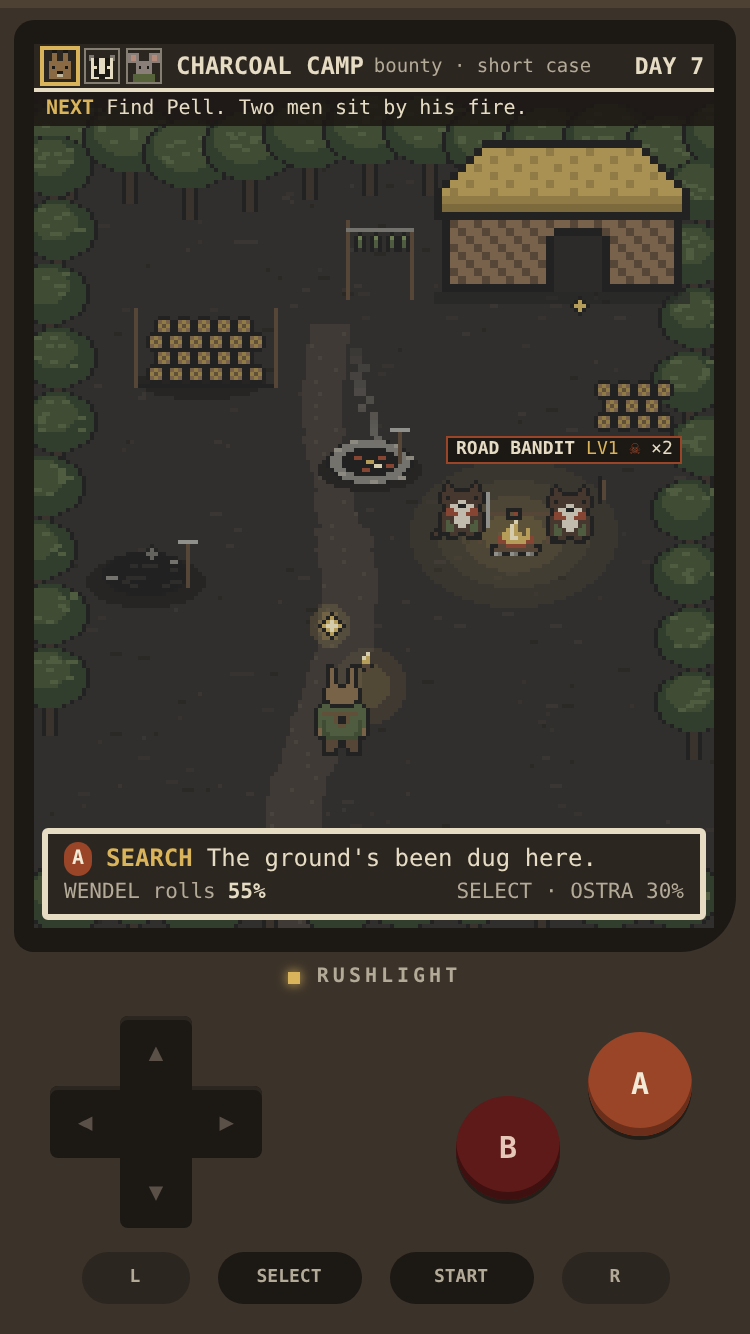 CHARCOAL CAMP bounty · short case DAY 7
NEXT Find Pell. Two men sit by his fire.
ROAD BANDIT LV1 ☠ ×2
A SEARCH The ground's been dug here.
WENDEL rolls 55% SELECT · OSTRA 30%
RUSHLIGHT
A
B
L SELECT START R